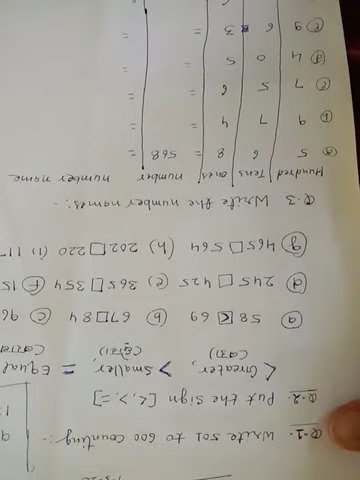 Q.1. Write 501 to 600 counting :-
Q.2. Put the sign [<, >, =]
< Greater, > Smaller, = Equal
(a) 58 < 69 (b) 67 □ 84 (c) 96
(d) 245 □ 425 (e) 365 □ 354 (f) 15
(g) 465 □ 564 (h) 202 □ 220 (i) 117
Q.3 Write the number names :-
Hundred Tens ones number number name
(a) 5 6 8 = 568 =
(b) 9 7 4 = =
(c) 7 5 6 = =
(d) 4 0 5 = =
(e) 9 6 3 = =